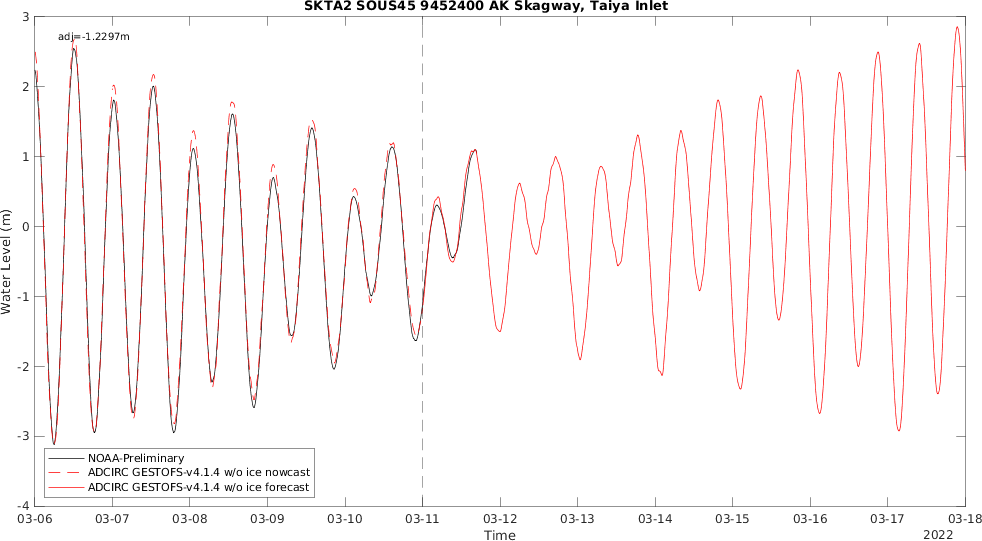 SKTA2 SOUS45 9452400 AK Skagway, Taiya Inlet
adj=-1.2297m
3
2
1
0
-1
-2
-3
-4
Water Level (m)
NOAA-Preliminary
ADCIRC GESTOFS-v4.1.4 w/o ice nowcast
ADCIRC GESTOFS-v4.1.4 w/o ice forecast
03-06 03-07 03-08 03-09 03-10 03-11 03-12 03-13 03-14 03-15 03-16 03-17 03-18
Time
2022